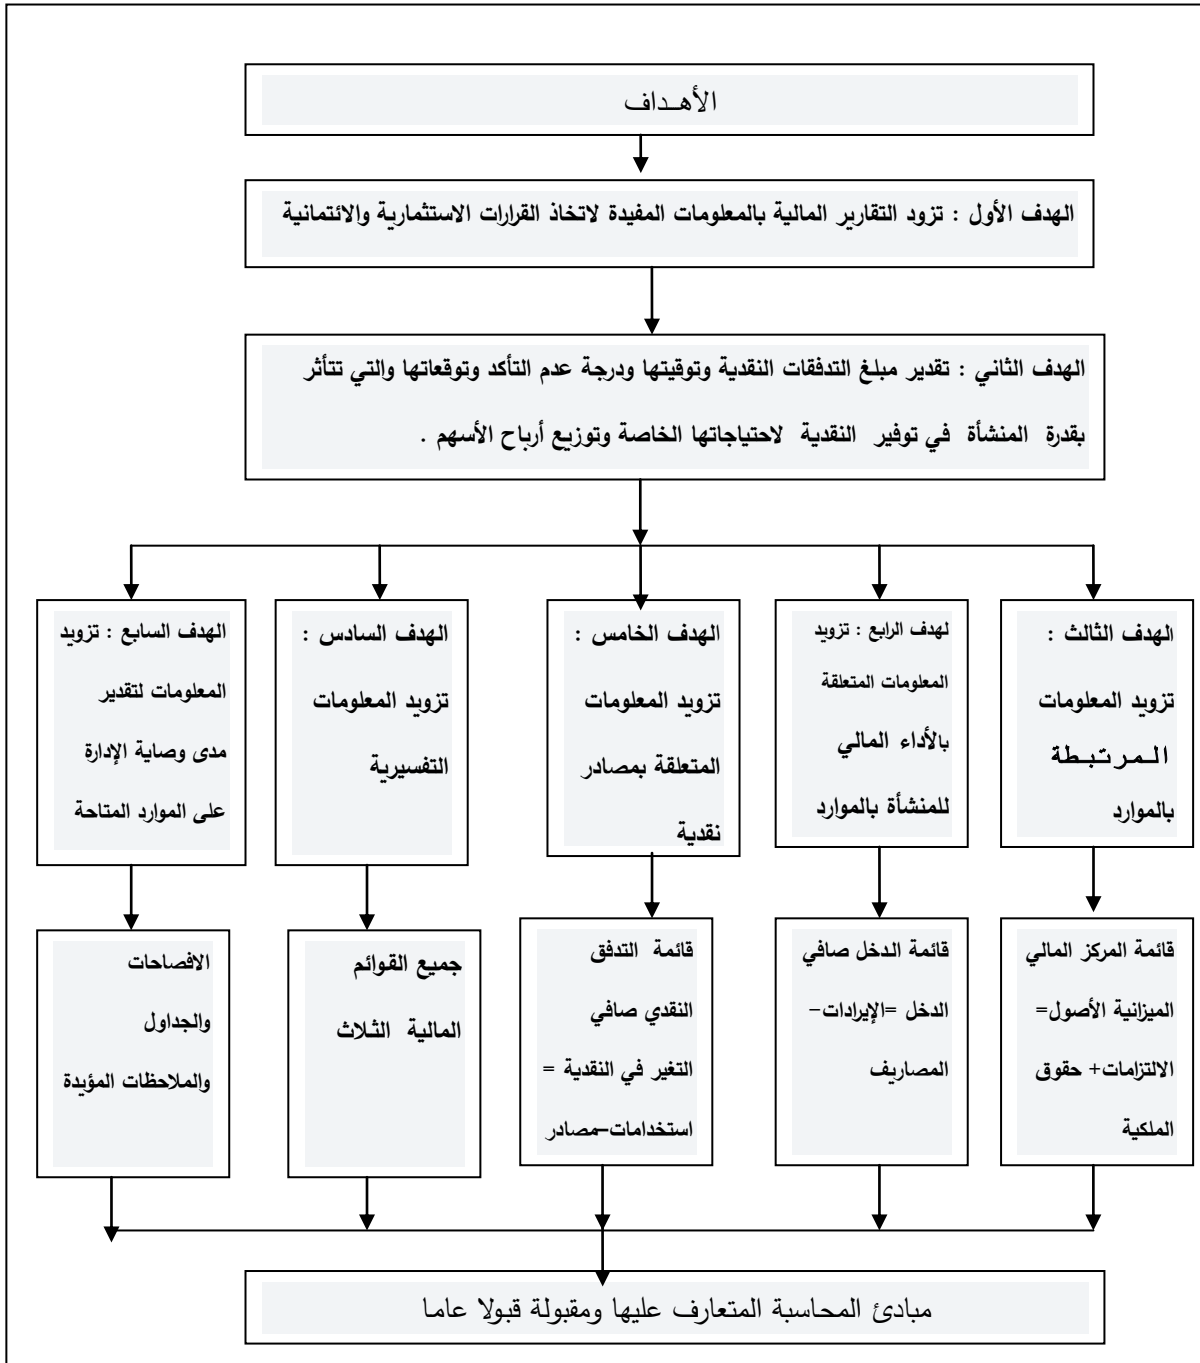 الأهـداف
الهدف الأول : تزود التقارير المالية بالمعلومات المفيدة لاتخاذ القرارات الاستثمارية والائتمانية
الهدف الثاني : تقدير مبلغ التدفقات النقدية وتوقيتها ودرجة عدم التأكد وتوقعاتها والتي تتأثر
بقدرة المنشأة في توفير النقدية لاحتياجاتها الخاصة وتوزيع أرباح الأسهم .
الهدف الثالث :
تزويد المعلومات
الـمـرتـبـطة
بالموارد
لهدف الرابع : تزويد
المعلومات المتعلقة
بالأداء المالي
للمنشأة بالموارد
الهدف الخامس :
تزويد المعلومات
المتعلقة بمصادر
نقدية
الهدف السادس :
تزويد المعلومات
التفسيرية
الهدف السابع : تزويد
المعلومات لتقدير
مدى وصاية الإدارة
على الموارد المتاحة
قائمة المركز المالي
الميزانية الأصول=
الالتزامات+ حقوق
الملكية
قائمة الدخل صافي
الدخل =الإيرادات–
المصاريف
قائمة التدفق
النقدي صافي
التغير في النقدية =
استخدامات–مصادر
جميع القوائم
المالية الثلاث
الافصاحات
والجداول
والملاحظات المؤيدة
مبادئ المحاسبة المتعارف عليها ومقبولة قبولا عاما